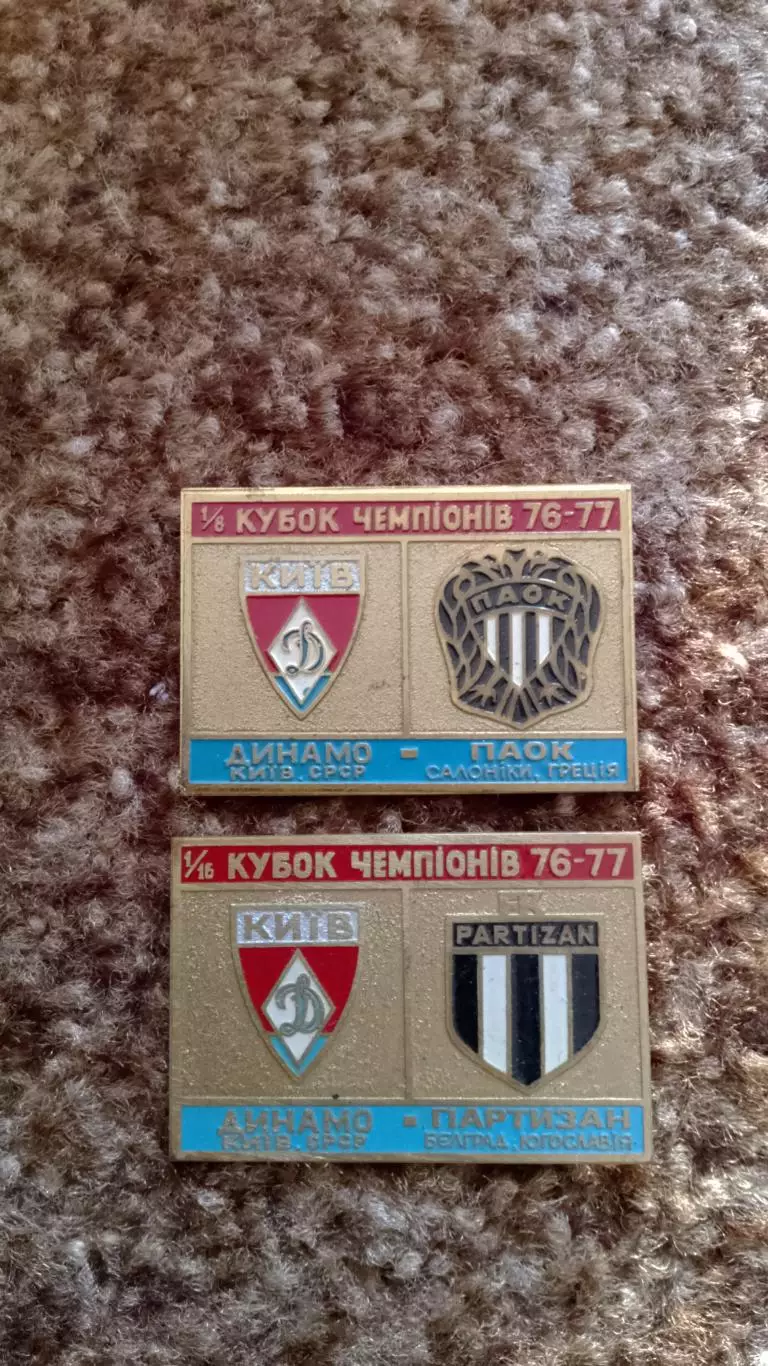 1/8 КУБОК ЧЕМПІОНІВ 76-77
КИЇВ
Д
ПАОК
ДИНАМО - ПАОК
КИЇВ. СРСР САЛОНІКИ. ГРЕЦІЯ
1/16 КУБОК ЧЕМПІОНІВ 76-77
КИЇВ
Д
FK
PARTIZAN
ДИНАМО - ПАРТИЗАН
КИЇВ. СРСР БЕЛГРАД. ЮГОСЛАВІЯ